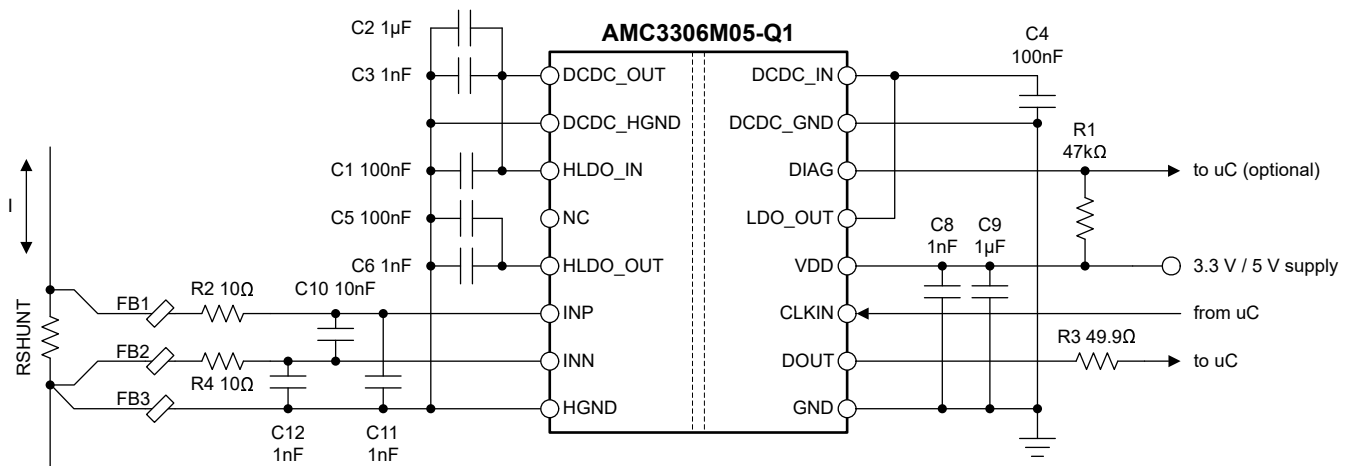 AMC3306M05-Q1
C2 1µF
C3 1nF
C1 100nF
C5 100nF
C6 1nF
C4
100nF
DCDC_OUT
DCDC_HGND
HLDO_IN
NC
HLDO_OUT
INP
INN
HGND
DCDC_IN
DCDC_GND
DIAG
LDO_OUT
VDD
CLKIN
DOUT
GND
R1
47kΩ
to uC (optional)
C8
1nF
C9
1µF
3.3 V / 5 V supply
from uC
R3 49.9Ω
to uC
I
RSHUNT
FB1
R2 10Ω
C10 10nF
FB2
R4 10Ω
FB3
C12
1nF
C11
1nF